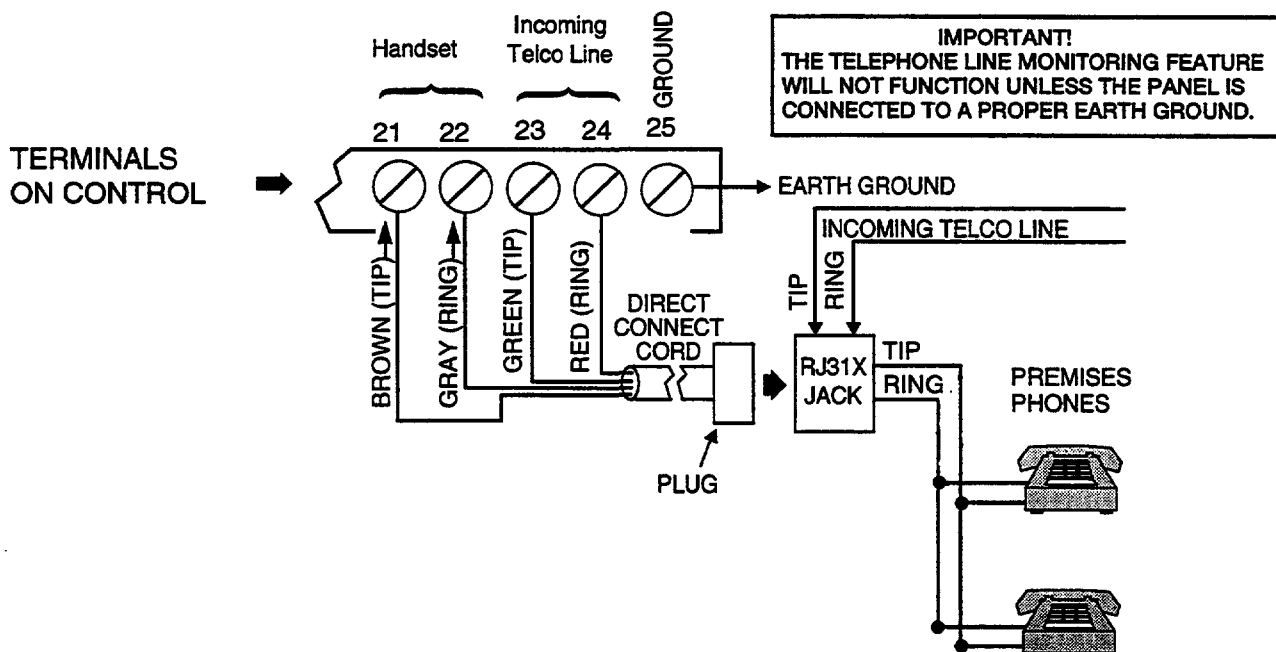 Handset
Incoming
Telco Line
GROUND
IMPORTANT!
THE TELEPHONE LINE MONITORING FEATURE
WILL NOT FUNCTION UNLESS THE PANEL IS
CONNECTED TO A PROPER EARTH GROUND.
21 22 23 24 25
TERMINALS
ON CONTROL
EARTH GROUND
INCOMING TELCO LINE
TIP
RING
BROWN (TIP)
GRAY (RING)
GREEN (TIP)
RED (RING)
DIRECT
CONNECT
CORD
RJ31X
JACK
TIP
RING
PREMISES
PHONES
PLUG